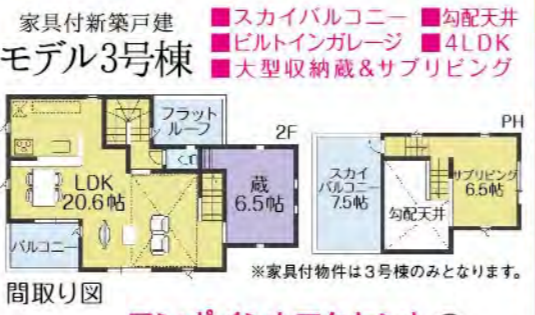 家具付新築戸建
モデル3号棟
■スカイバルコニー ■勾配天井
■ビルトインガレージ ■4LDK
■大型収納蔵&サブリビング
フラット
ルーフ
2F
LDK
20.6帖
蔵
6.5帖
バルコニー
PH
スカイ
バルコニー
7.5帖
勾配天井
サブリビング
6.5帖
※家具付物件は3号棟のみとなります。
間取り図